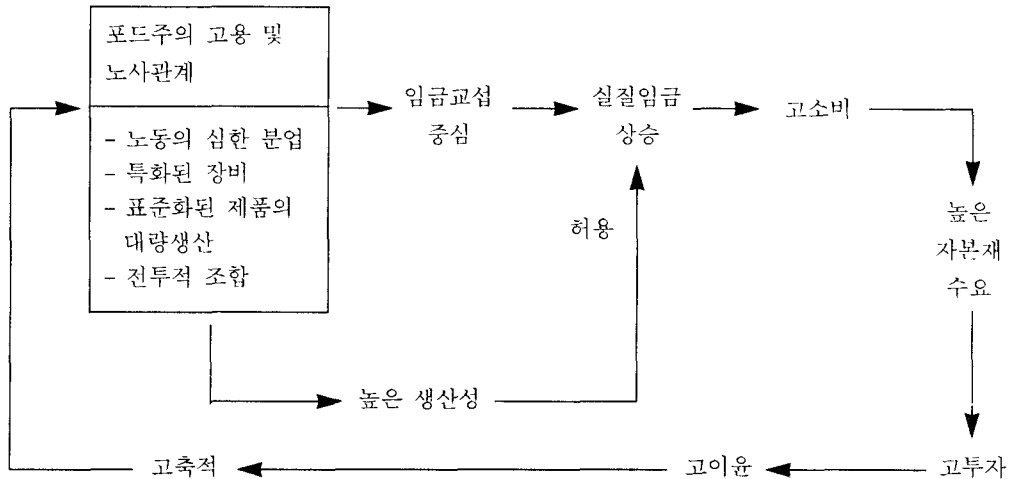 포드주의 고용 및
노사관계
- 노동의 심한 분업
- 특화된 장비
- 표준화된 제품의
대량생산
- 전투적 조합
임금교섭
중심
실질임금
상승
고소비
허용
높은
자본재
수요
높은 생산성
고축적
고이윤
고투자